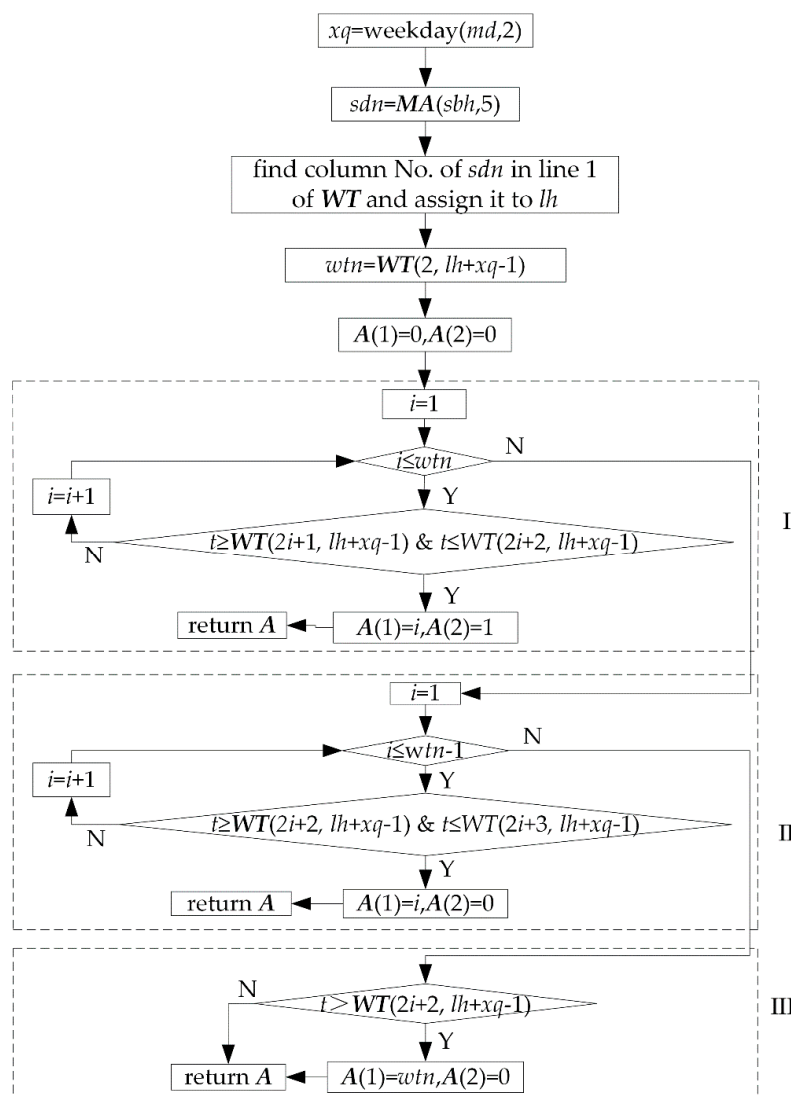 xq=weekday(md,2)
sdn=MA(sbh,5)
find column No. of sdn in line 1
of WT and assign it to lh
wtn=WT(2, lh+xq-1)
A(1)=0,A(2)=0
i=1
i≤wtn
N
i=i+1
Y
I
t≥WT(2i+1, lh+xq-1) & t≤WT(2i+2, lh+xq-1)
N
Y
return A
A(1)=i,A(2)=1
i=1
i≤wtn-1
N
i=i+1
Y
t≥WT(2i+2, lh+xq-1) & t≤WT(2i+3, lh+xq-1)
N
II
Y
return A
A(1)=i,A(2)=0
N
t>WT(2i+2, lh+xq-1)
III
Y
return A
A(1)=wtn,A(2)=0